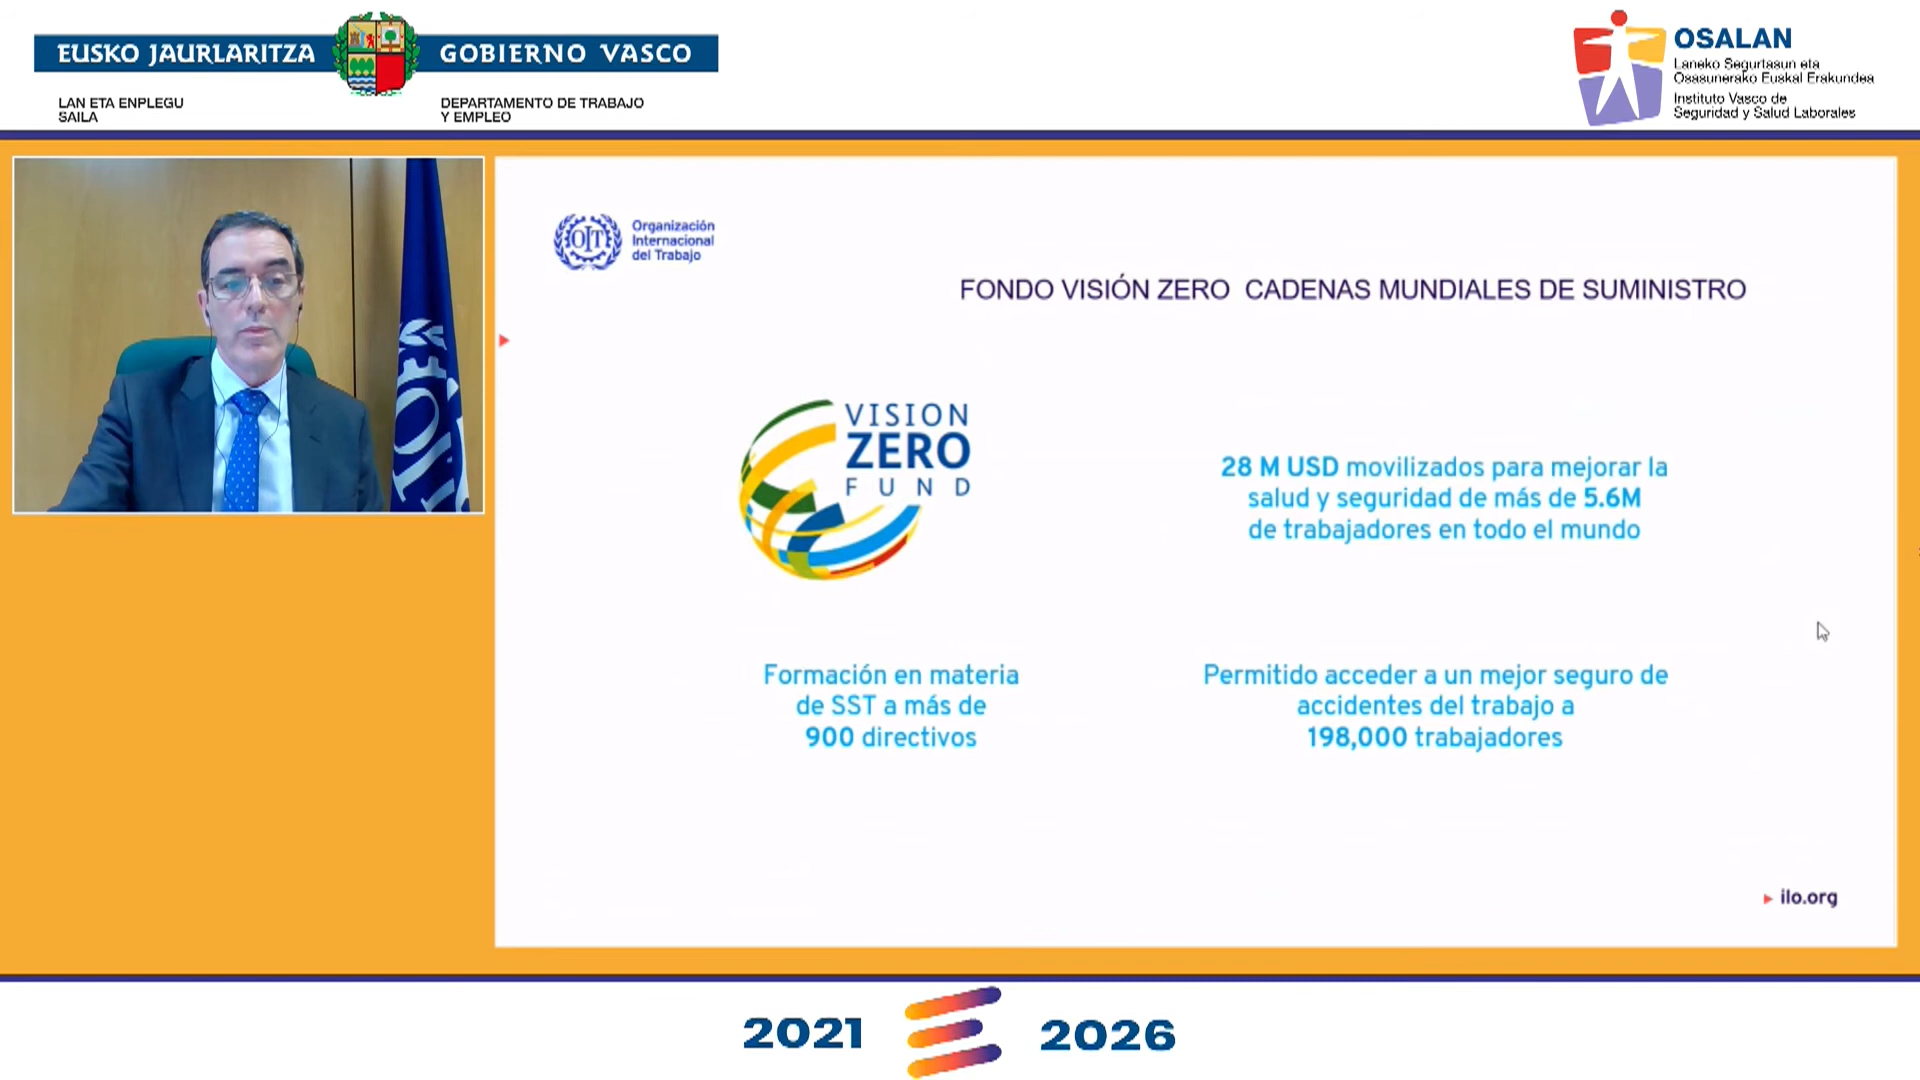 EUSKO JAURLARITZA
GOBIERNO VASCO
LAN ETA ENPLEGU
SAILA
DEPARTAMENTO DE TRABAJO
Y EMPLEO
OSALAN
Laneko Segurtasun eta
Osasunerako Euskal Erakundea
Instituto Vasco de
Seguridad y Salud Laborales
OIT
Organización
Internacional
del Trabajo
FONDO VISIÓN ZERO CADENAS MUNDIALES DE SUMINISTRO
VISION
ZERO
FUND
28 M USD movilizados para mejorar la
salud y seguridad de más de 5.6M
de trabajadores en todo el mundo
Formación en materia
de SST a más de
900 directivos
Permitido acceder a un mejor seguro de
accidentes del trabajo a
198,000 trabajadores
ilo.org
2021
2026